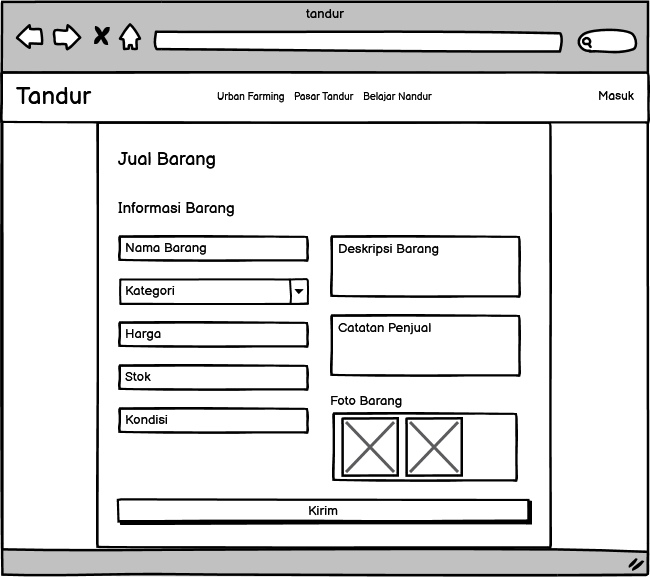 tandur
Tandur
Urban Farming Pasar Tandur Belajar Nandur
Masuk
Jual Barang
Informasi Barang
Nama Barang
Kategori
Harga
Stok
Kondisi
Deskripsi Barang
Catatan Penjual
Foto Barang
Kirim